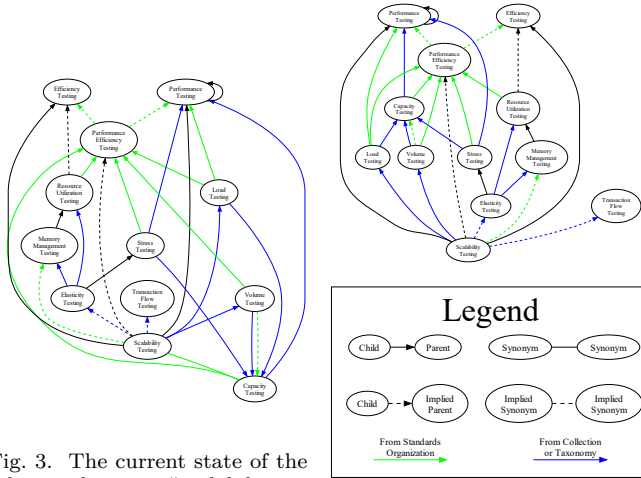 Efficiency
Testing
Performance
Testing
Performance
Efficiency
Testing
Resource
Utilization
Testing
Load
Testing
Memory
Management
Testing
Stress
Testing
Elasticity
Testing
Transaction
Flow
Testing
Volume
Testing
Scalability
Testing
Capacity
Testing
Fig. 3. The current state of the
Performance
Testing
Efficiency
Testing
Performance
Efficiency
Testing
Capacity
Testing
Resource
Utilization Testing
Load
Testing
Volume
Testing
Stress
Testing
Memory
Management Testing
Elasticity
Testing
Transaction
Flow Testing
Scalability
Testing
Legend
Child
Parent
Synonym
Synonym
Child
Implied
Parent
Implied
Synonym
Implied
Synonym
From Standards
Organization
From Collection
or Taxonomy